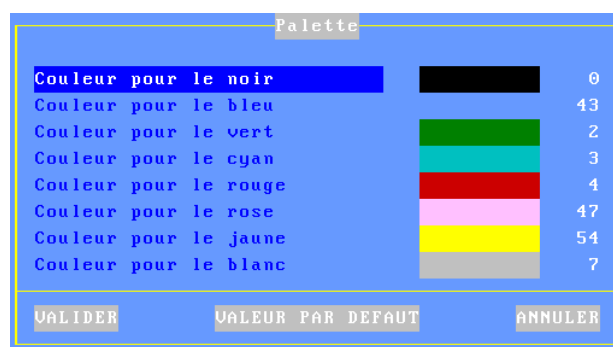 Palette
Couleur pour le noir 0
Couleur pour le bleu 43
Couleur pour le vert 2
Couleur pour le cyan 3
Couleur pour le rouge 4
Couleur pour le rose 47
Couleur pour le jaune 54
Couleur pour le blanc 7
VALIDER VALEUR PAR DEFAUT ANNULER